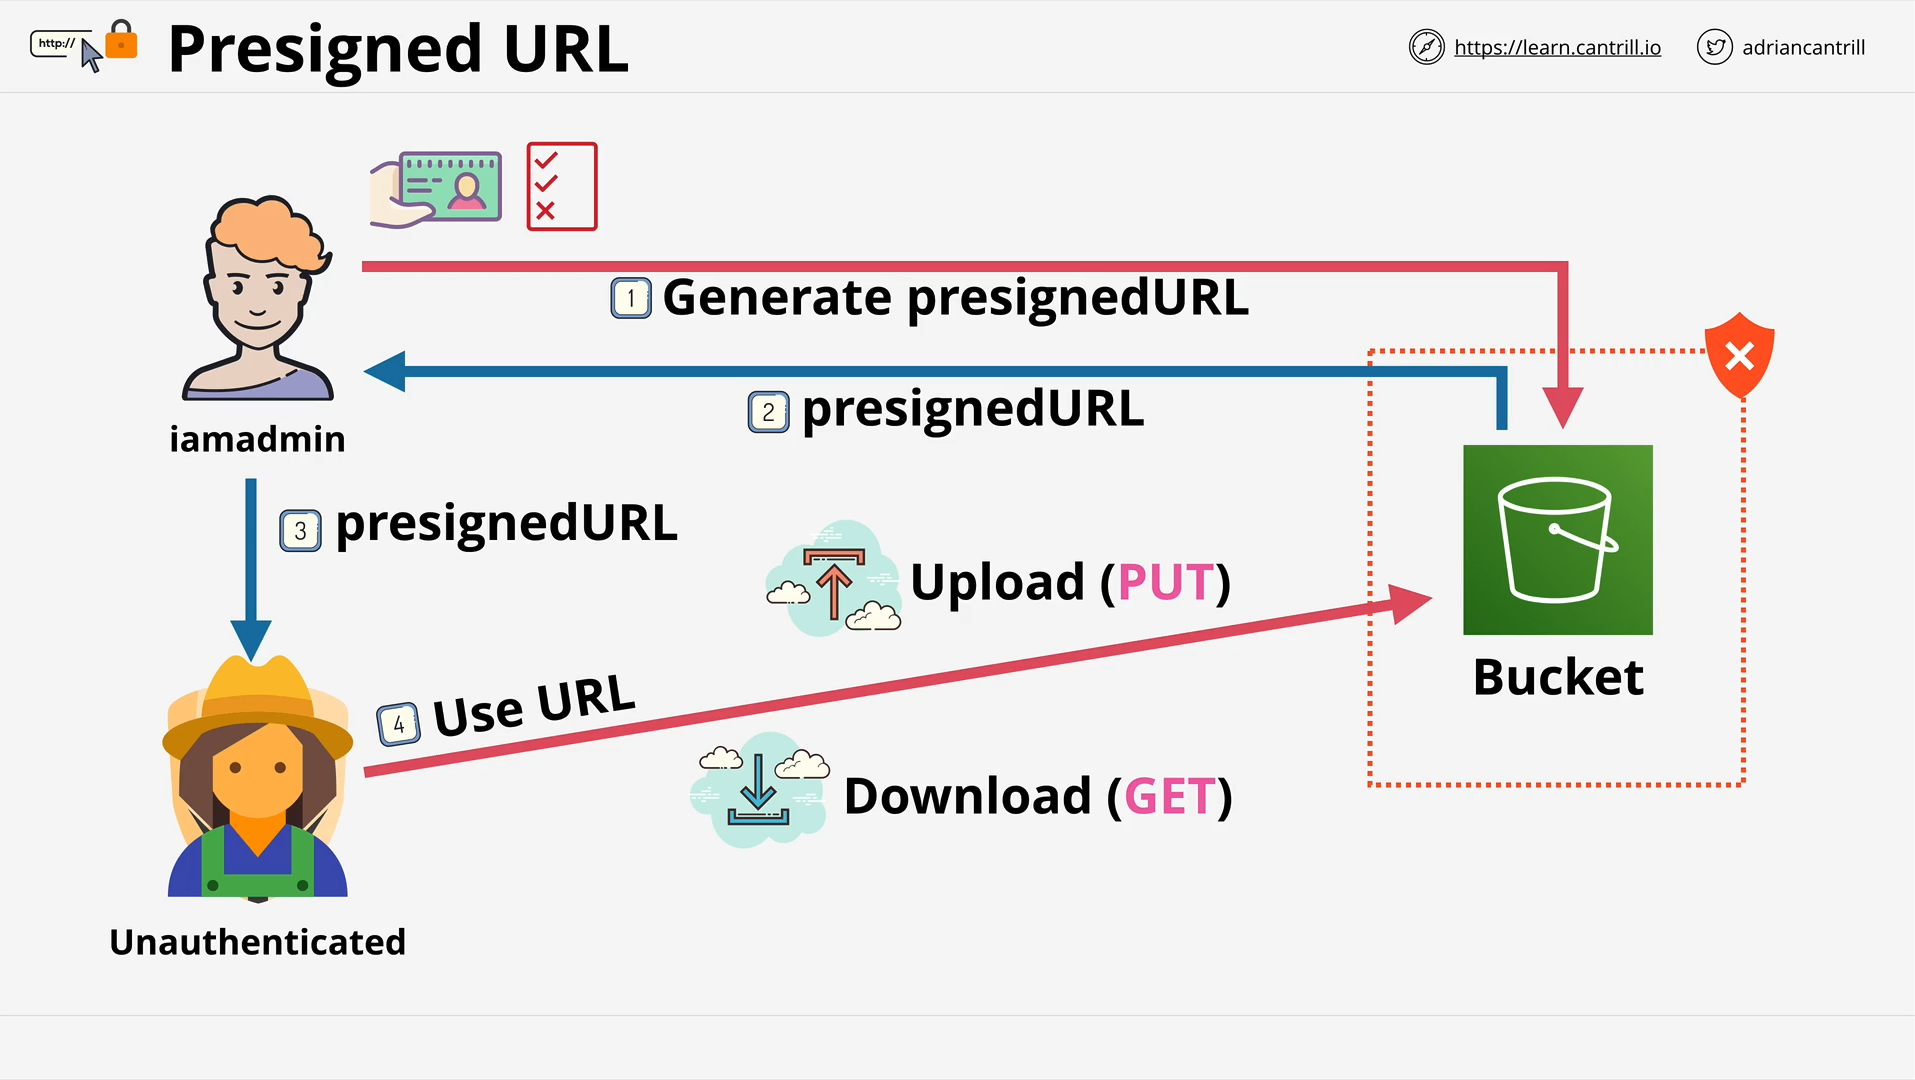 http://
Presigned URL
https://learn.cantrill.io
adriancantrill
1 Generate presignedURL
2 presignedURL
iamadmin
3 presignedURL
Upload (PUT)
4 Use URL
Bucket
Download (GET)
Unauthenticated